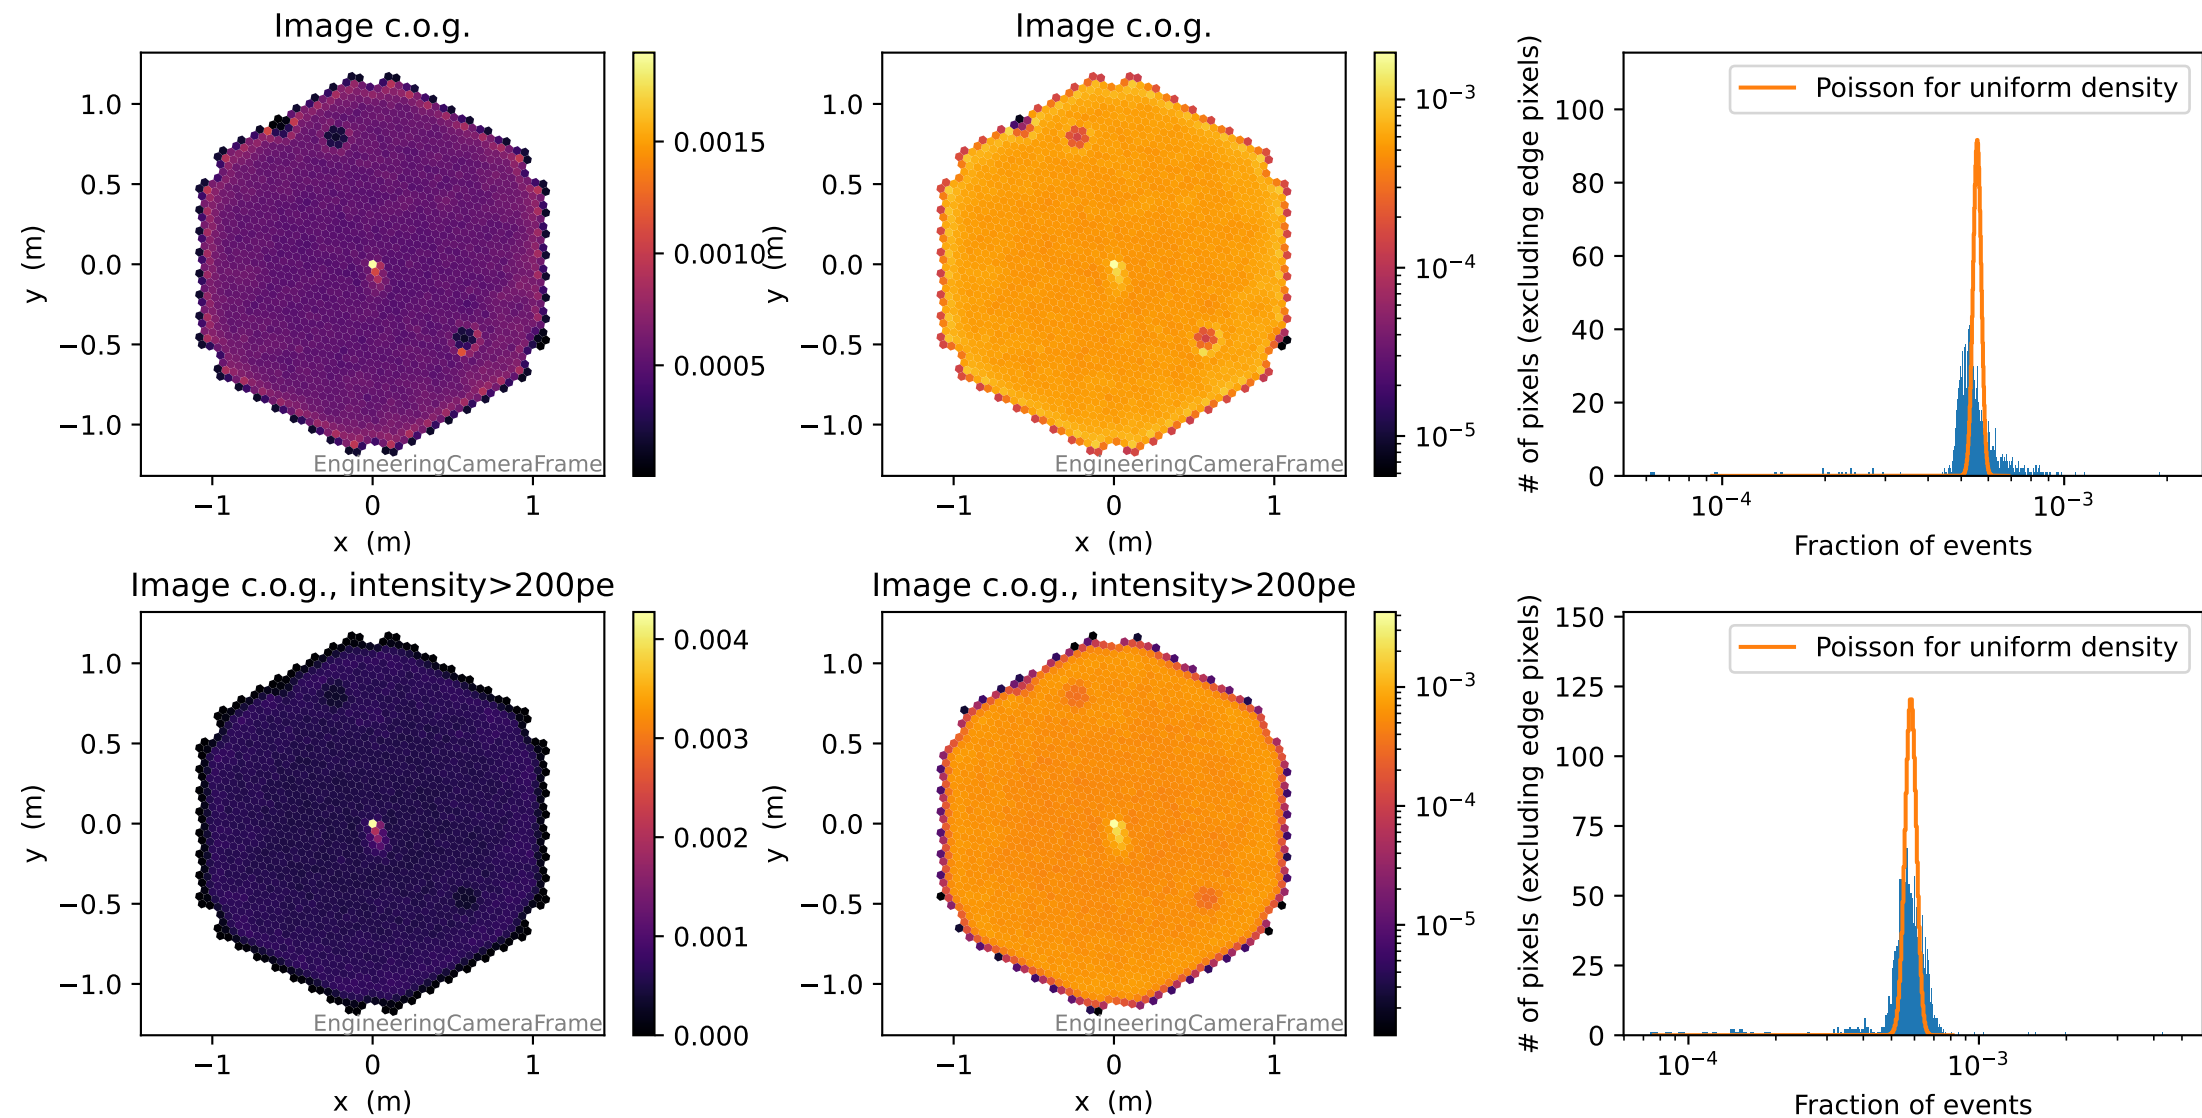 Image c.o.g.
1.0
0.5
0.0
−0.5
−1.0
y (m)
−1
0
1
x (m)
EngineeringCameraFrame
0.0015
0.0010
0.0005
Image c.o.g.
1.0
0.5
0.0
−0.5
−1.0
y (m)
−1
0
1
x (m)
EngineeringCameraFrame
10⁻³
10⁻⁴
10⁻⁵
Poisson for uniform density
# of pixels (excluding edge pixels)
100
80
60
40
20
0
10⁻⁴
10⁻³
Fraction of events
Image c.o.g., intensity>200pe
1.0
0.5
0.0
−0.5
−1.0
y (m)
−1
0
1
x (m)
EngineeringCameraFrame
0.004
0.003
0.002
0.001
0.000
Image c.o.g., intensity>200pe
1.0
0.5
0.0
−0.5
−1.0
y (m)
−1
0
1
x (m)
EngineeringCameraFrame
10⁻³
10⁻⁴
10⁻⁵
Poisson for uniform density
# of pixels (excluding edge pixels)
150
125
100
75
50
25
0
10⁻⁴
10⁻³
Fraction of events